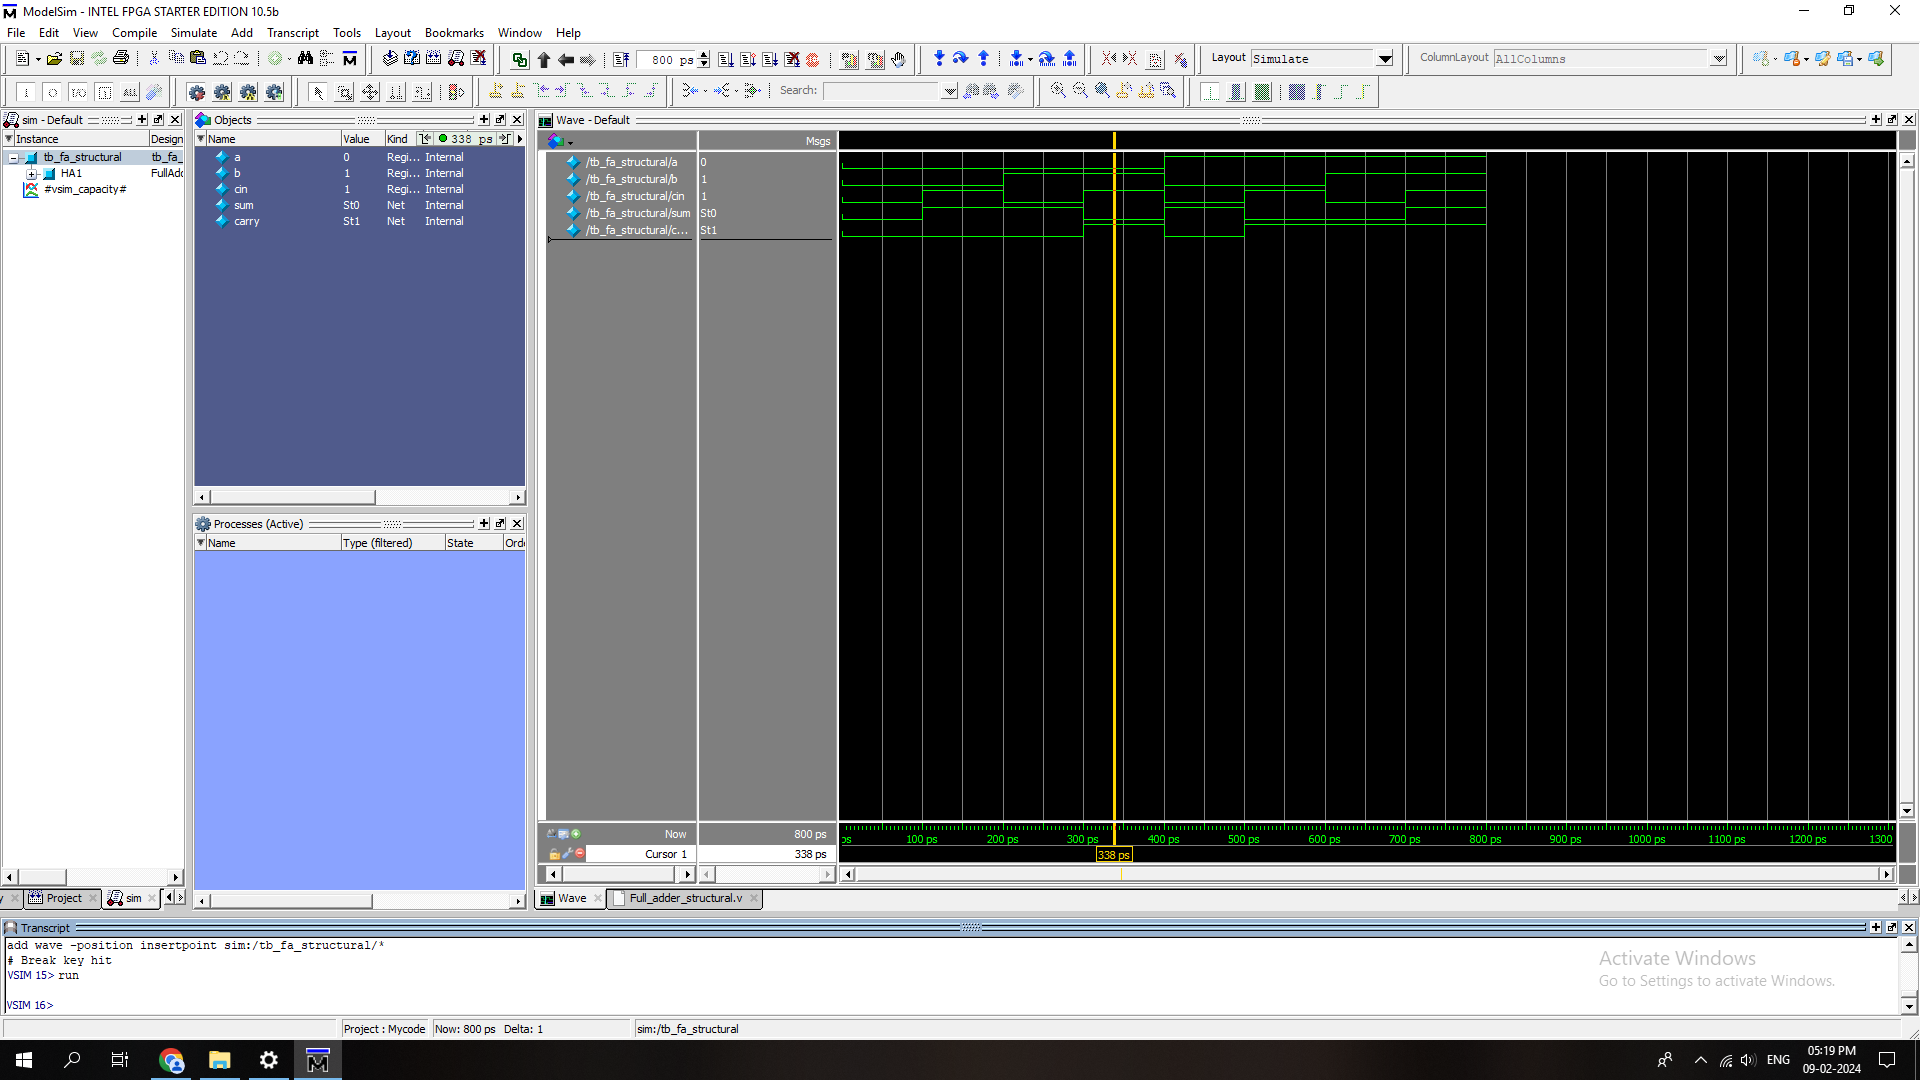 ModelSim - INTEL FPGA STARTER EDITION 10.5b
File Edit View Compile Simulate Add Transcript Tools Layout Bookmarks Window Help
800 ps
Layout Simulate
ColumnLayout AllColumns
Search:
sim - Default
Instance Design
tb_fa_structural tb_fa_
HA1 FullAdd
#vsim_capacity#
Objects
Name Value Kind 338 ps
a 0 Regi... Internal
b 1 Regi... Internal
cin 1 Regi... Internal
sum St0 Net Internal
carry St1 Net Internal
Processes (Active)
Name Type (filtered) State Ord
Wave - Default
Msgs
/tb_fa_structural/a 0
/tb_fa_structural/b 1
/tb_fa_structural/cin 1
/tb_fa_structural/sum St0
/tb_fa_structural/c... St1
Now 800 ps
ps 100 ps 200 ps 300 ps 400 ps 500 ps 600 ps 700 ps 800 ps 900 ps 1000 ps 1100 ps 1200 ps 1300
Cursor 1 338 ps
338 ps
Project sim
Wave Full_adder_structural.v
Transcript
add wave -position insertpoint sim:/tb_fa_structural/*
# Break key hit
VSIM 15> run
VSIM 16>
Activate Windows
Go to Settings to activate Windows.
Project : Mycode Now: 800 ps Delta: 1 sim:/tb_fa_structural
ENG
05:19 PM
09-02-2024